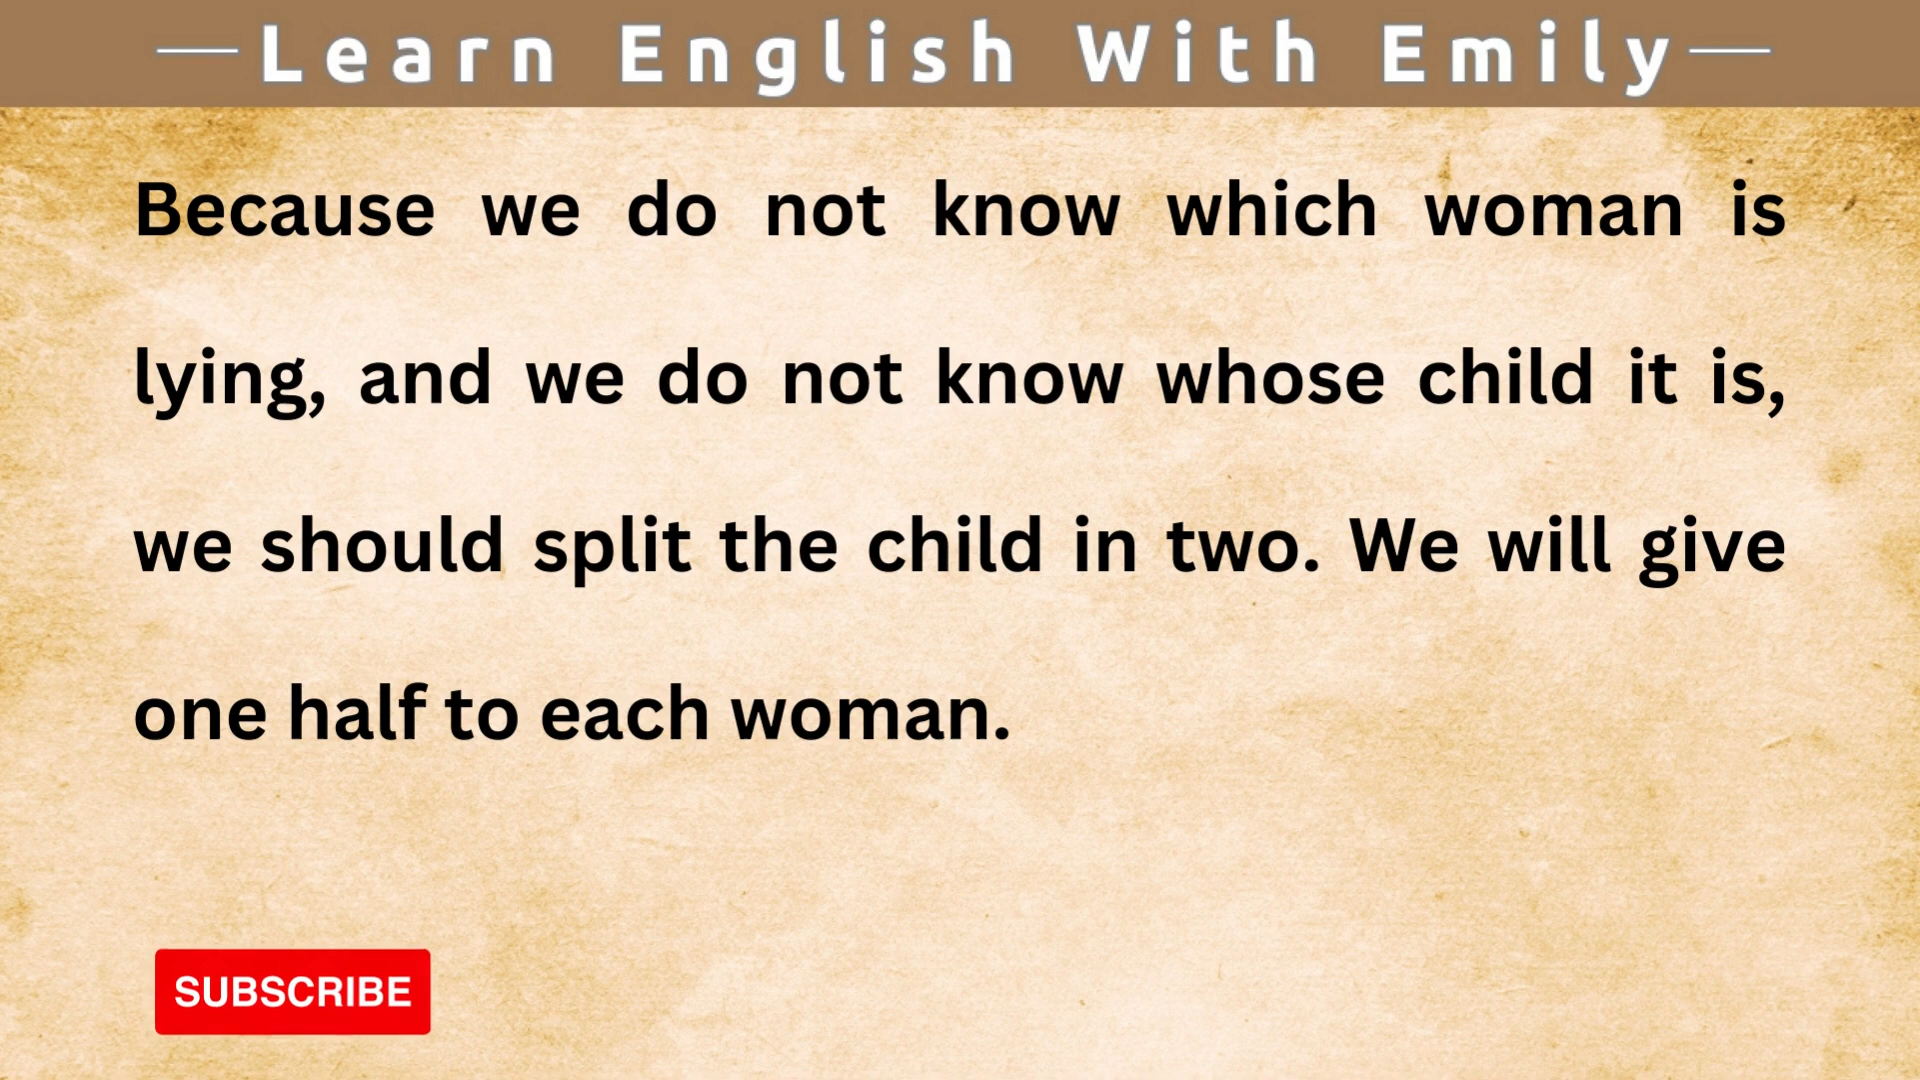 Learn English With Emily
Because we do not know which woman is
lying, and we do not know whose child it is,
we should split the child in two. We will give
one half to each woman.
SUBSCRIBE